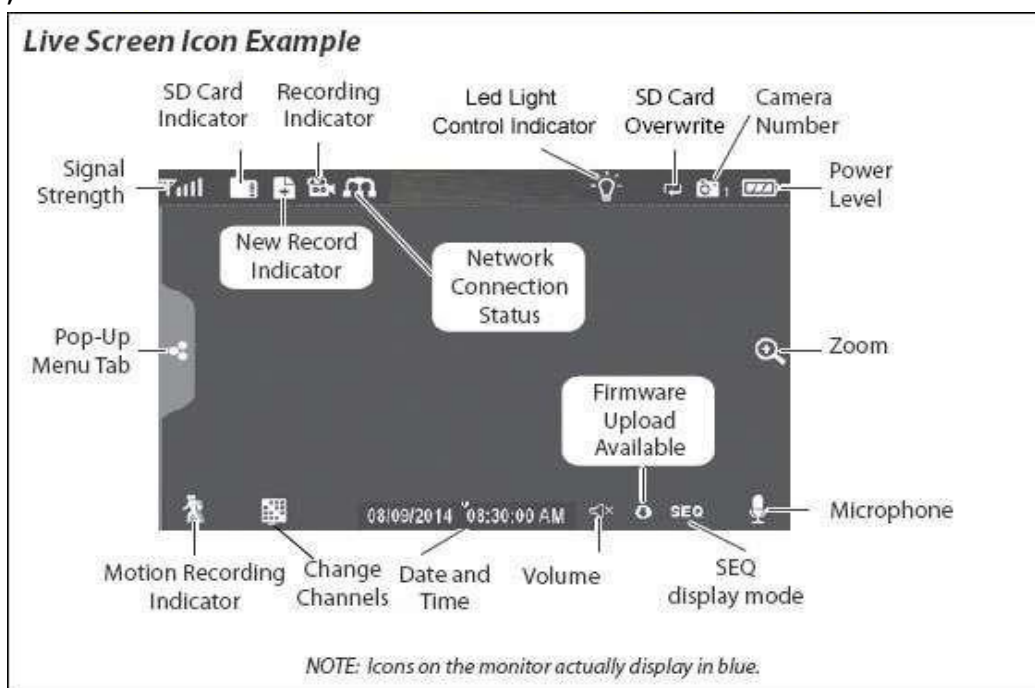 Live Screen Icon Example
SD Card
Indicator
Recording
Indicator
Led Light
Control Indicator
SD Card
Overwrite
Camera
Number
Signal
Strength
Power
Level
1
New Record
Indicator
Network
Connection
Status
Pop-Up
Menu Tab
Zoom
Firmware
Upload
Available
08/09/2014 08:30:00 AM
SEQ
Microphone
Motion Recording
Indicator
Change
Channels
Date and
Time
Volume
SEQ
display mode
NOTE: Icons on the monitor actually display in blue.